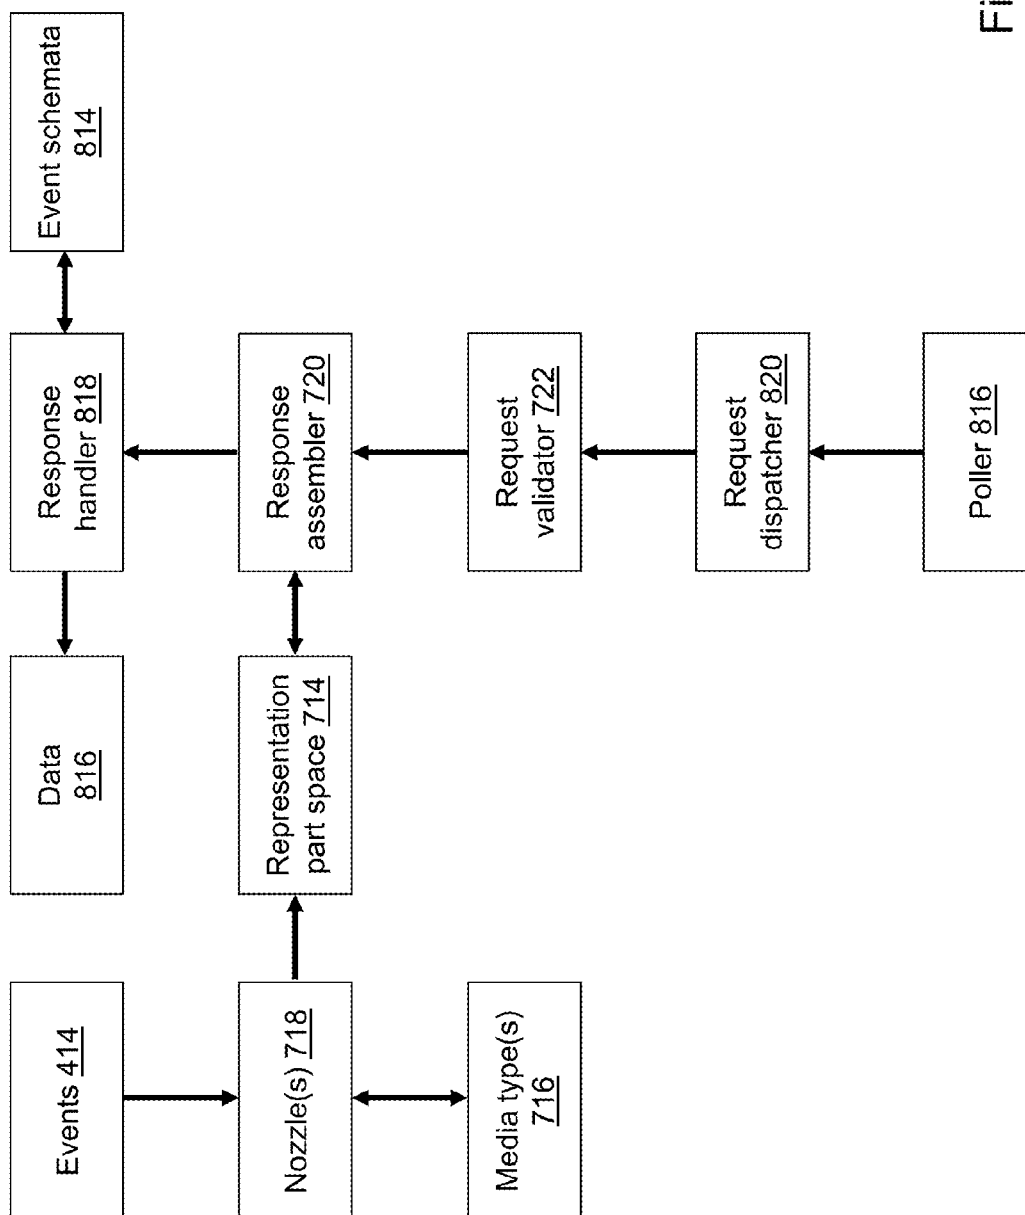 Events 414
Data
816
Response
handler 818
Event schemata
814
Nozzle(s) 718
Representation
part space 714
Response
assembler 720
Media type(s)
716
Request
validator 722
Request
dispatcher 820
Poller 816